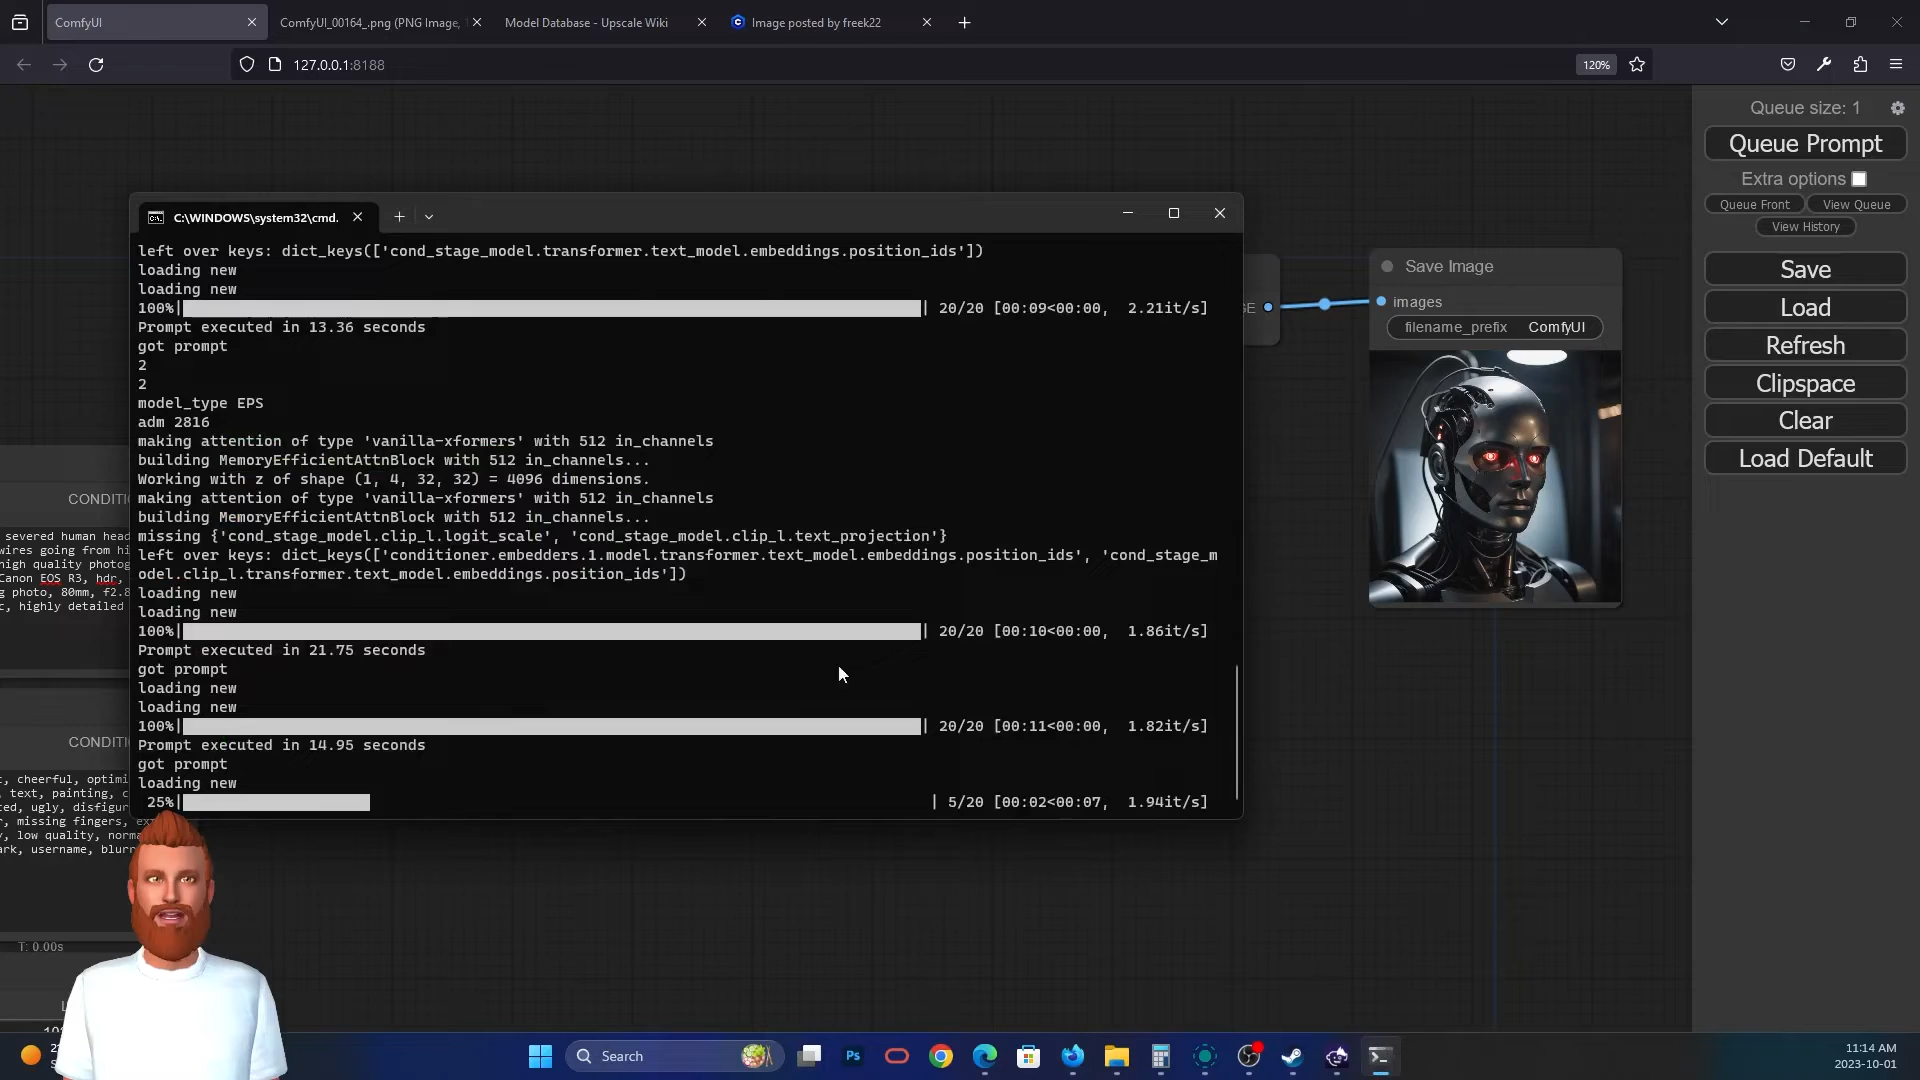 ComfyUI
ComfyUI_00164_.png (PNG Image,
Model Database - Upscale Wiki
Image posted by freek22
127.0.0.1:8188
120%
Queue size: 1
Queue Prompt
Extra options
Queue Front
View Queue
View History
Save
Load
Refresh
Clipspace
Clear
Load Default
C:\WINDOWS\system32\cmd.
left over keys: dict_keys(['cond_stage_model.transformer.text_model.embeddings.position_ids'])
loading new
loading new
100%| | 20/20 [00:09<00:00, 2.21it/s]
Prompt executed in 13.36 seconds
got prompt
2
2
model_type EPS
adm 2816
making attention of type 'vanilla-xformers' with 512 in_channels
building MemoryEfficientAttnBlock with 512 in_channels...
Working with z of shape (1, 4, 32, 32) = 4096 dimensions.
making attention of type 'vanilla-xformers' with 512 in_channels
building MemoryEfficientAttnBlock with 512 in_channels...
missing {'cond_stage_model.clip_l.logit_scale', 'cond_stage_model.clip_l.text_projection'}
left over keys: dict_keys(['conditioner.embedders.1.model.transformer.text_model.embeddings.position_ids', 'cond_stage_m
odel.clip_l.transformer.text_model.embeddings.position_ids'])
loading new
loading new
100%| | 20/20 [00:10<00:00, 1.86it/s]
Prompt executed in 21.75 seconds
got prompt
loading new
loading new
100%| | 20/20 [00:11<00:00, 1.82it/s]
Prompt executed in 14.95 seconds
got prompt
loading new
25%| | 5/20 [00:02<00:07, 1.94it/s]
GE
Save Image
images
filename_prefix ComfyUI
CONDITIO
severed human head
wires going from hi
high quality photog
Canon EOS R3, hdr,
g photo, 80mm, f2.8
c, highly detailed
CONDITI
, cheerful, optimi
, text, painting, c
ted, ugly, disfigur
r, missing fingers, ex
y, low quality, norma
ark, username, blurr
T: 0.00s
Search
Ps
11:14 AM
2023-10-01